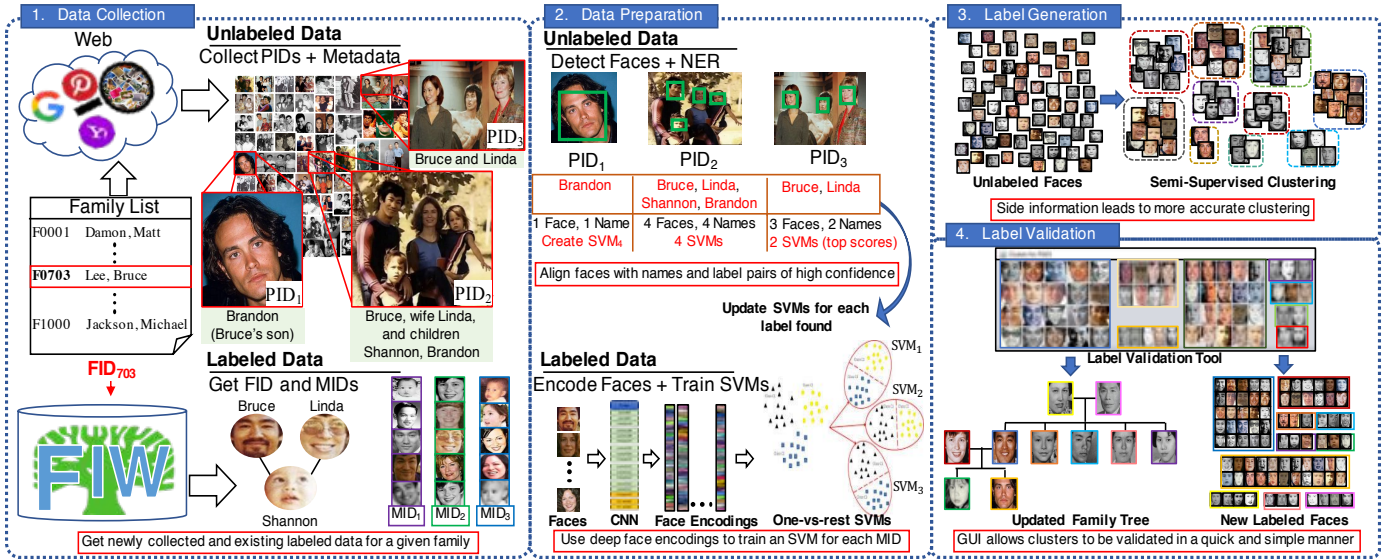 1. Data Collection
Web
Unlabeled Data
Collect PIDs + Metadata
PID3
Bruce and Linda
PID1
Brandon
(Bruce's son)
PID2
Bruce, wife Linda,
and children
Shannon, Brandon
Family List
F0001 Damon, Matt
F0703 Lee, Bruce
F1000 Jackson, Michael
FID703
FIW
Labeled Data
Get FID and MIDs
Bruce Linda
Shannon
MID1 MID2 MID3
Get newly collected and existing labeled data for a given family
2. Data Preparation
Unlabeled Data
Detect Faces + NER
PID1 PID2 PID3
Brandon
Bruce, Linda,
Shannon, Brandon
Bruce, Linda
1 Face, 1 Name
Create SVM4
4 Faces, 4 Names
4 SVMs
3 Faces, 2 Names
2 SVMs (top scores)
Align faces with names and label pairs of high confidence
Update SVMs for each
label found
Labeled Data
Encode Faces + Train SVMs
SVM1
SVM2
SVM3
Faces CNN Face Encodings One-vs-rest SVMs
Use deep face encodings to train an SVM for each MID
3. Label Generation
Unlabeled Faces Semi-Supervised Clustering
Side information leads to more accurate clustering
4. Label Validation
Label Validation Tool
Updated Family Tree New Labeled Faces
GUI allows clusters to be validated in a quick and simple manner